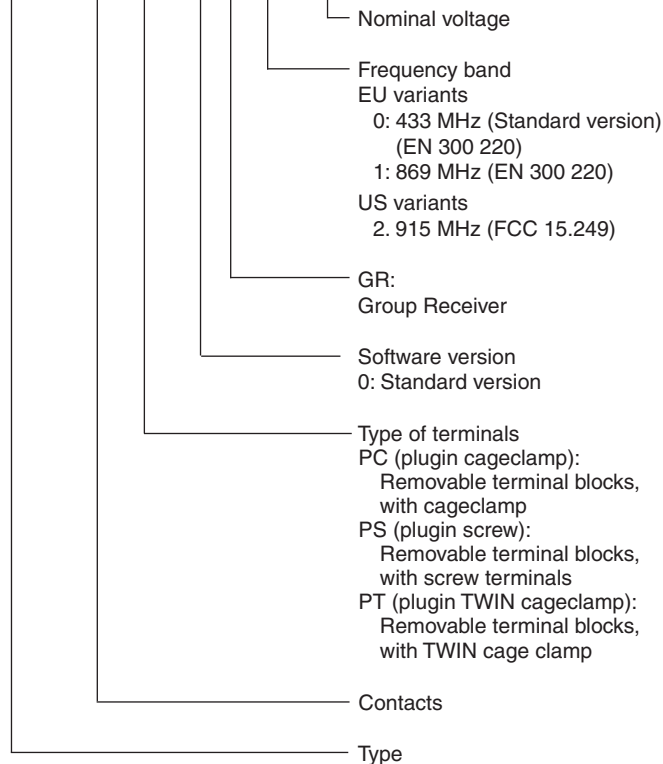 Nominal voltage
Frequency band
EU variants
0: 433 MHz (Standard version)
(EN 300 220)
1: 869 MHz (EN 300 220)
US variants
2. 915 MHz (FCC 15.249)
GR:
Group Receiver
Software version
0: Standard version
Type of terminals
PC (plugin cageclamp):
Removable terminal blocks,
with cageclamp
PS (plugin screw):
Removable terminal blocks,
with screw terminals
PT (plugin TWIN cageclamp):
Removable terminal blocks,
with TWIN cage clamp
Contacts
Type